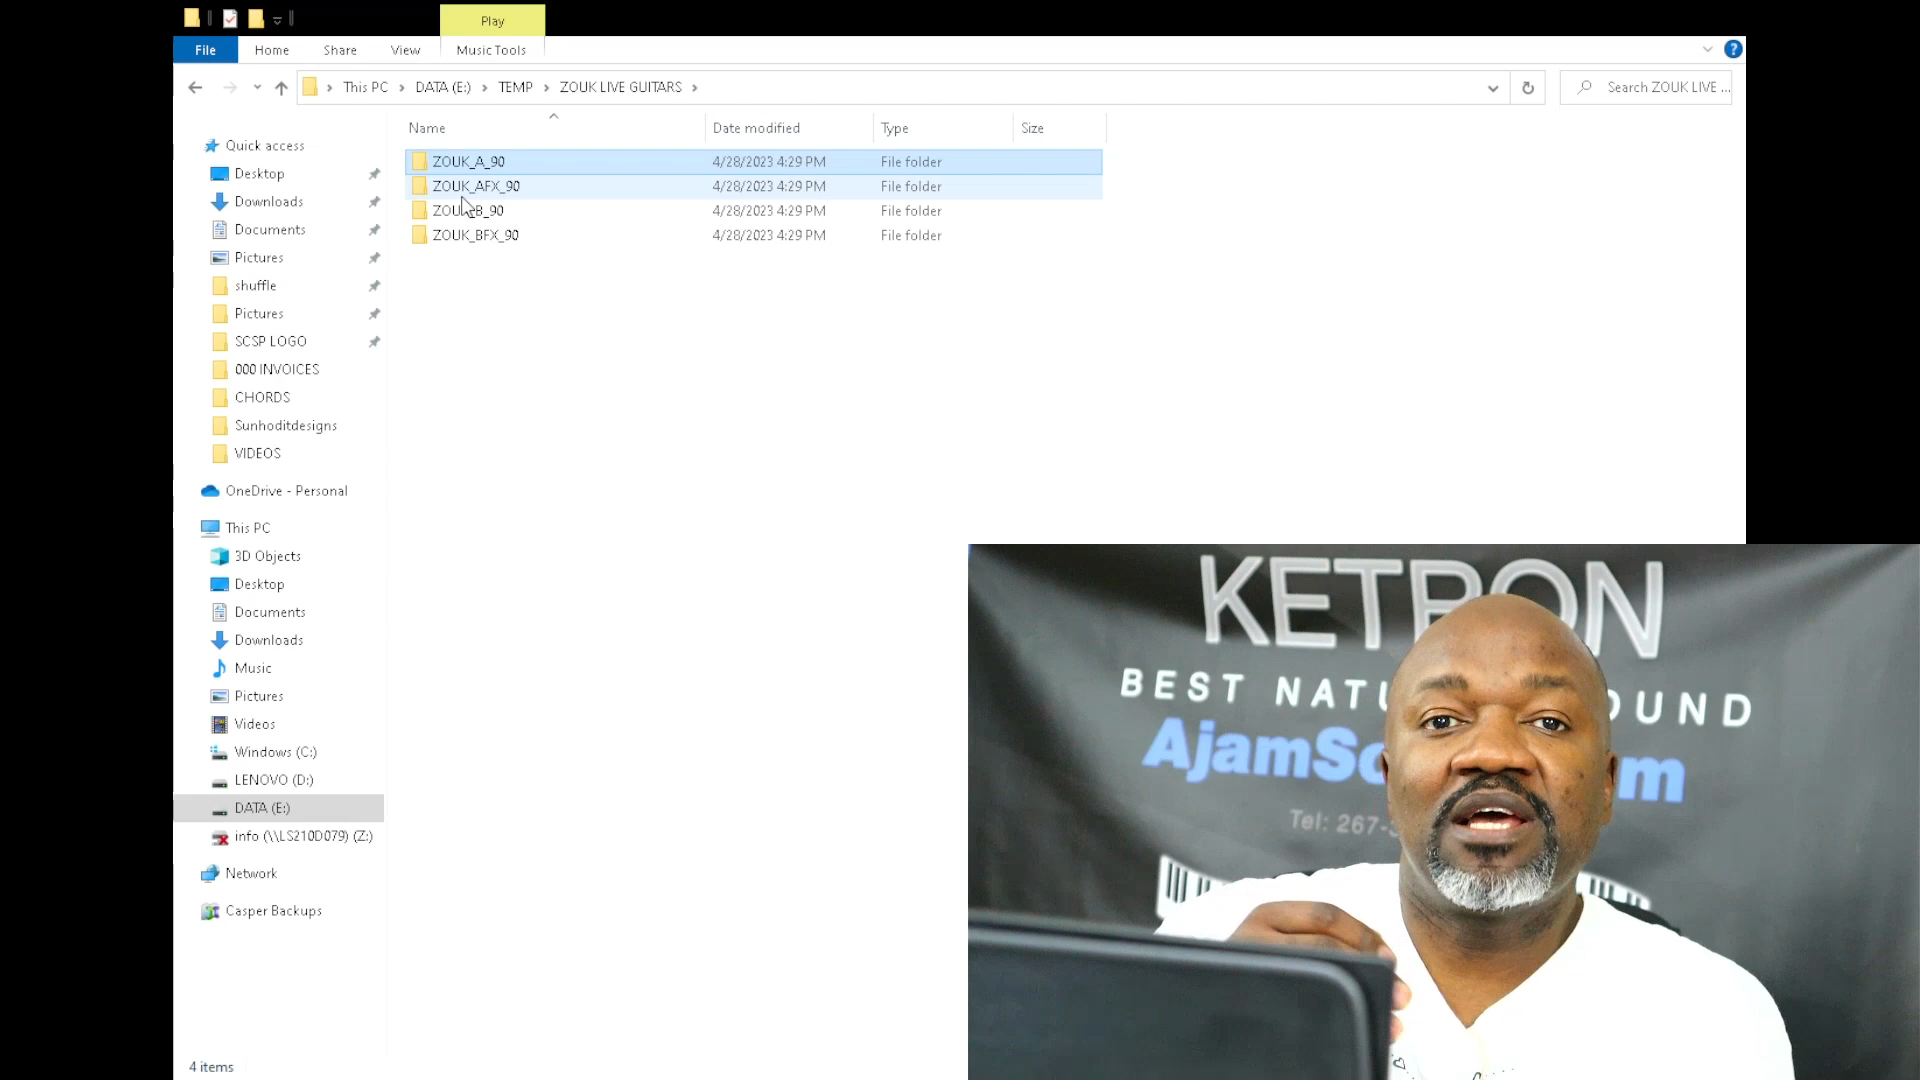 Play
File Home Share View Music Tools
This PC DATA (E:) TEMP ZOUK LIVE GUITARS Search ZOUK LIVE ...
Name Date modified Type Size
ZOUK_A_90 4/28/2023 4:29 PM File folder
ZOUK_AFX_90 4/28/2023 4:29 PM File folder
ZOUK_B_90 4/28/2023 4:29 PM File folder
ZOUK_BFX_90 4/28/2023 4:29 PM File folder
Quick access
Desktop
Downloads
Documents
Pictures
shuffle
Pictures
SCSP LOGO
000 INVOICES
CHORDS
Sunhoditdesigns
VIDEOS
OneDrive - Personal
This PC
3D Objects
Desktop
Documents
Downloads
Music
Pictures
Videos
Windows (C:)
LENOVO (D:)
DATA (E:)
info (\\LS210D079) (Z:)
Network
Casper Backups
4 items
KETRON
BEST NATU OUND
AjamSo m
Tel: 267-